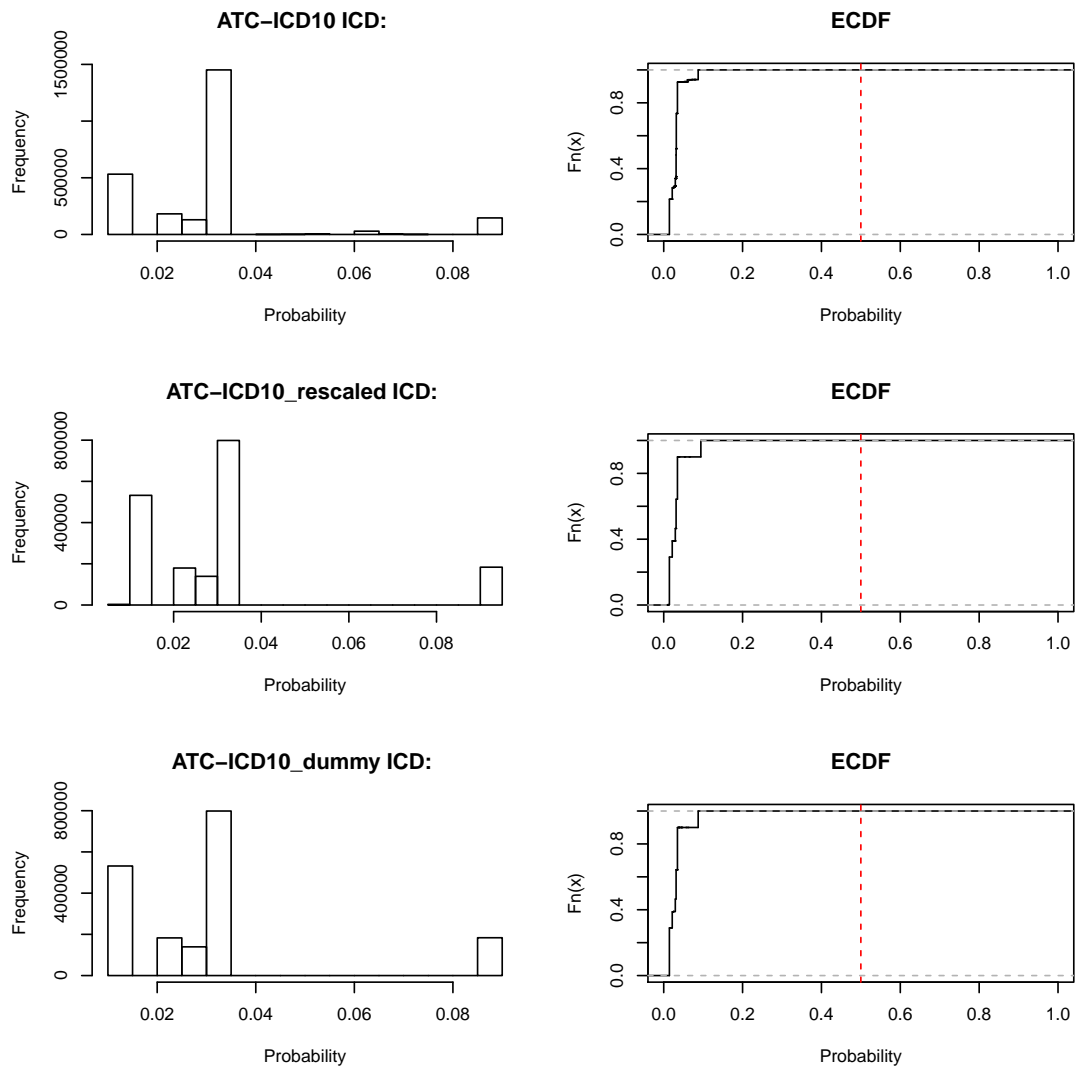 ATC−ICD10 ICD:
Frequency
0
500000
1500000
0.02 0.04 0.06 0.08
Probability
ECDF
Fn(x)
0.0
0.4
0.8
0.0 0.2 0.4 0.6 0.8 1.0
Probability
ATC−ICD10_rescaled ICD:
Frequency
0
400000
800000
0.02 0.04 0.06 0.08
Probability
ECDF
Fn(x)
0.0
0.4
0.8
0.0 0.2 0.4 0.6 0.8 1.0
Probability
ATC−ICD10_dummy ICD:
Frequency
0
400000
800000
0.02 0.04 0.06 0.08
Probability
ECDF
Fn(x)
0.0
0.4
0.8
0.0 0.2 0.4 0.6 0.8 1.0
Probability